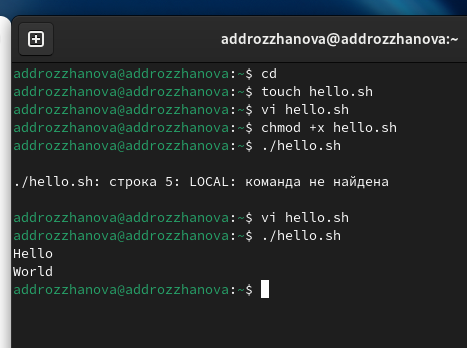 addrozzhanova@addrozzhanova:~
addrozzhanova@addrozzhanova:~$ cd
addrozzhanova@addrozzhanova:~$ touch hello.sh
addrozzhanova@addrozzhanova:~$ vi hello.sh
addrozzhanova@addrozzhanova:~$ chmod +x hello.sh
addrozzhanova@addrozzhanova:~$ ./hello.sh
./hello.sh: строка 5: LOCAL: команда не найдена
addrozzhanova@addrozzhanova:~$ vi hello.sh
addrozzhanova@addrozzhanova:~$ ./hello.sh
Hello
World
addrozzhanova@addrozzhanova:~$